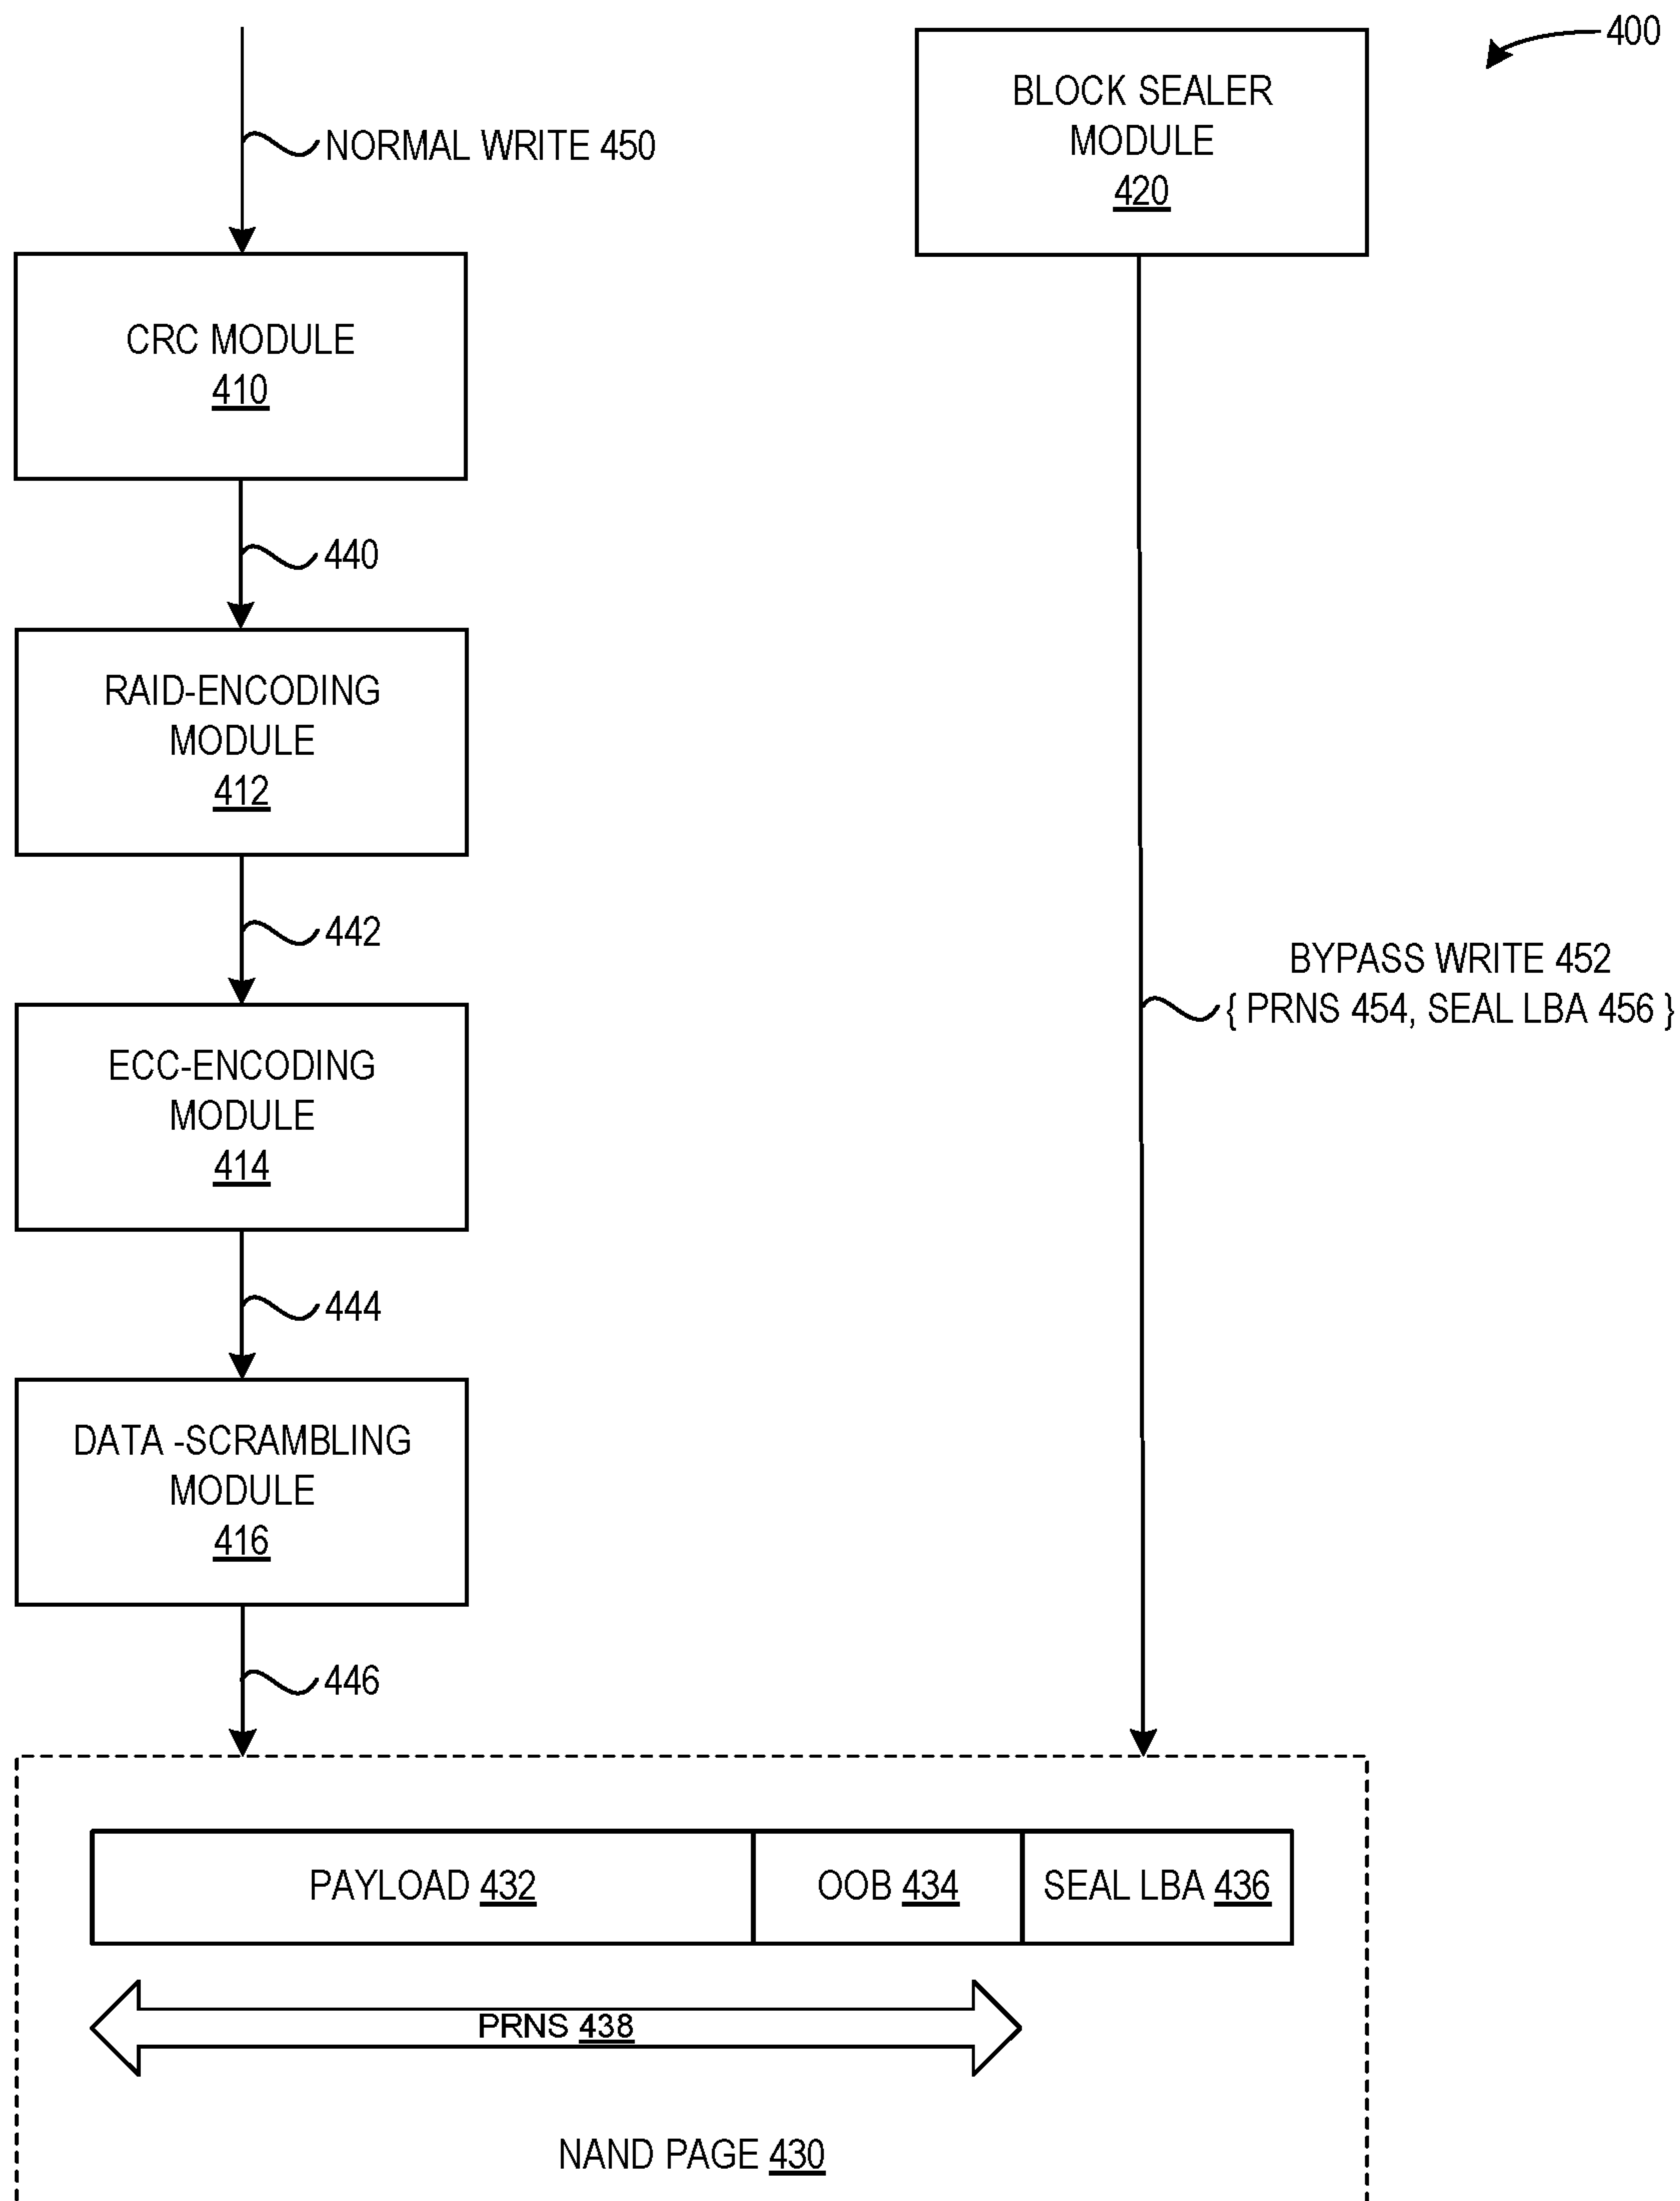 400
BLOCK SEALER
MODULE
420
NORMAL WRITE 450
CRC MODULE
410
440
RAID-ENCODING
MODULE
412
442
BYPASS WRITE 452
{ PRNS 454, SEAL LBA 456 }
ECC-ENCODING
MODULE
414
444
DATA -SCRAMBLING
MODULE
416
446
PAYLOAD 432
OOB 434
SEAL LBA 436
PRNS 438
NAND PAGE 430